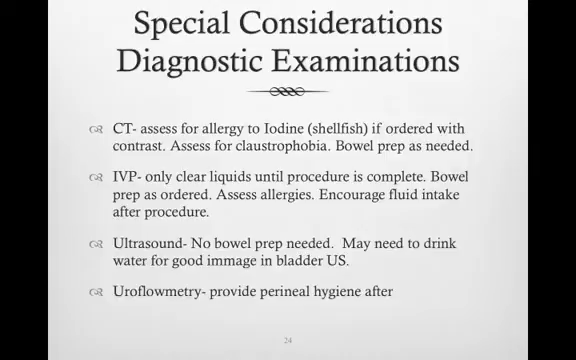 Special Considerations
Diagnostic Examinations
CT- assess for allergy to Iodine (shellfish) if ordered with
contrast. Assess for claustrophobia. Bowel prep as needed.
IVP- only clear liquids until procedure is complete. Bowel
prep as ordered. Assess allergies. Encourage fluid intake
after procedure.
Ultrasound- No bowel prep needed. May need to drink
water for good immage in bladder US.
Uroflowmetry- provide perineal hygiene after
24